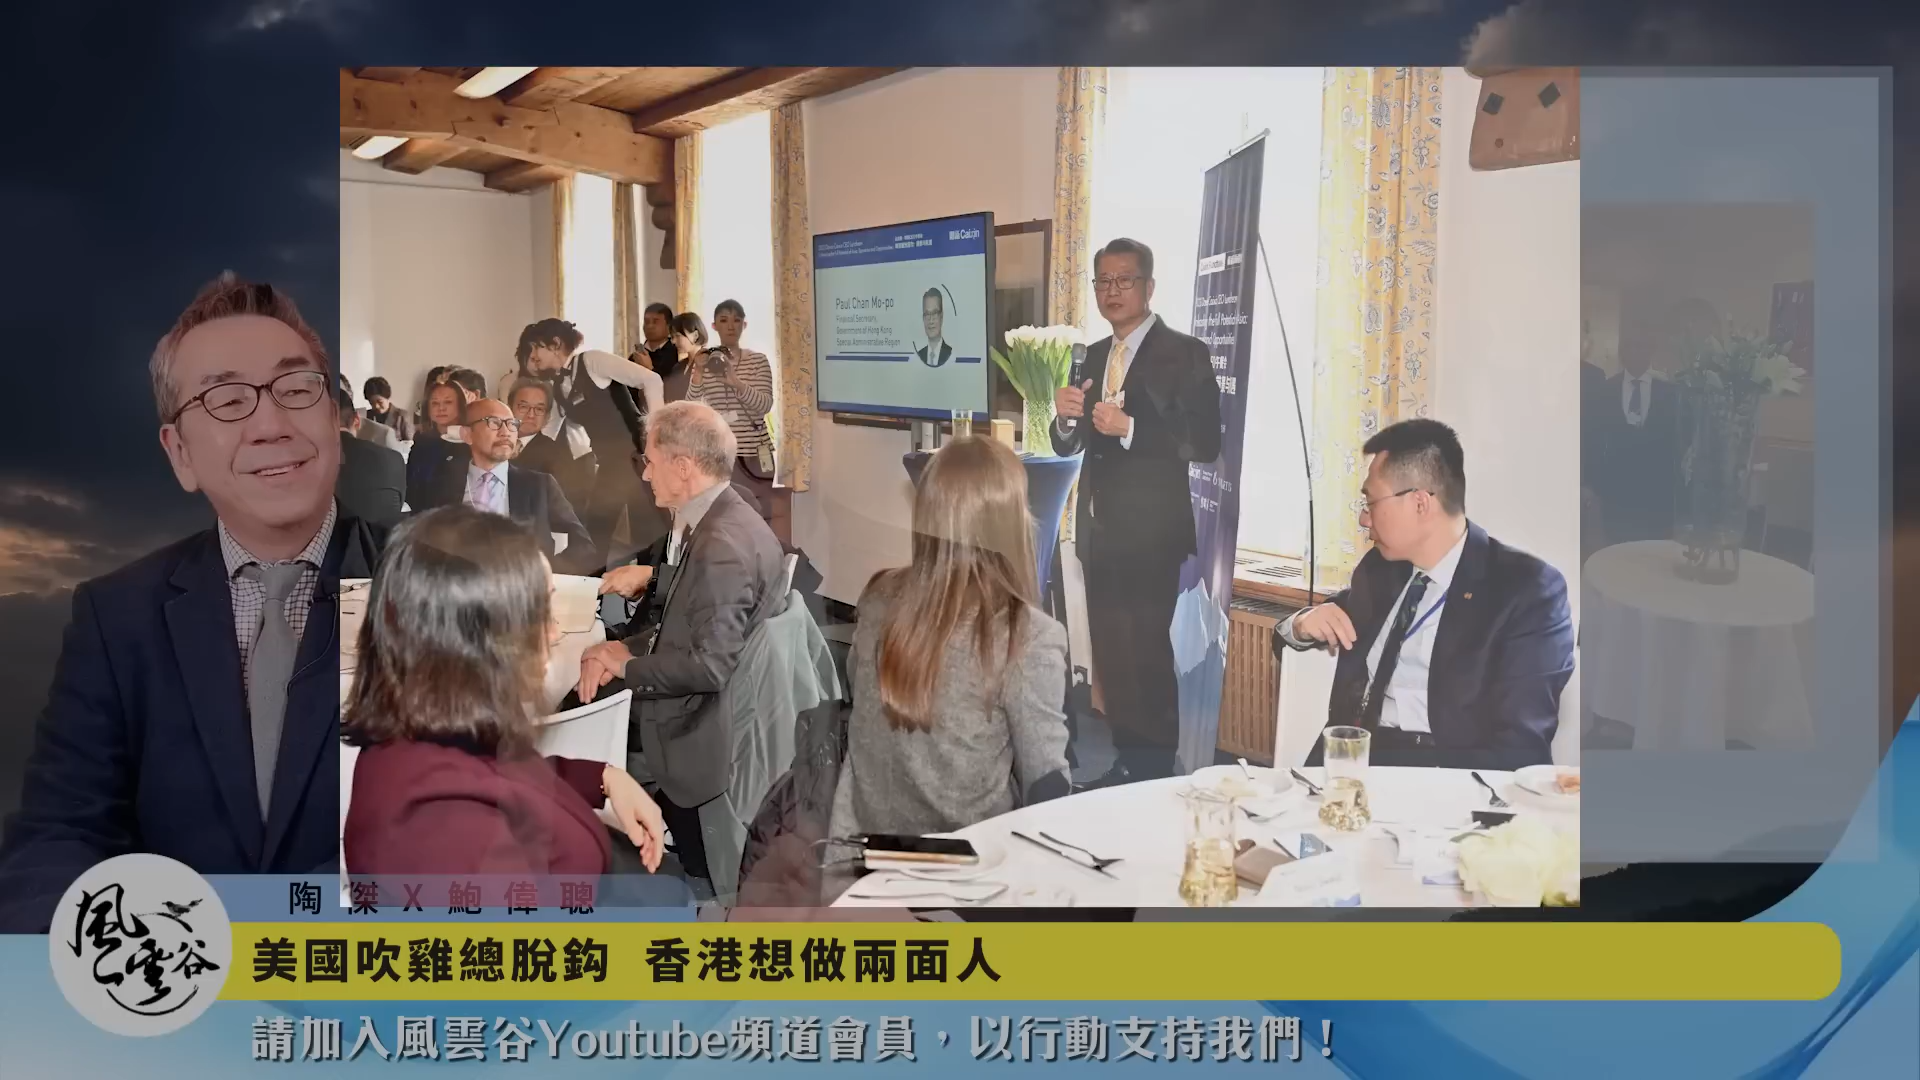 财新 Caixin
Paul Chan Mo-po
Financial Secretary,
Government of Hong Kong
Special Administrative Region
陶傑 X 鮑偉聰
風雲谷
美國吹雞總脫鈎 香港想做兩面人
請加入風雲谷Youtube頻道會員，以行動支持我們！